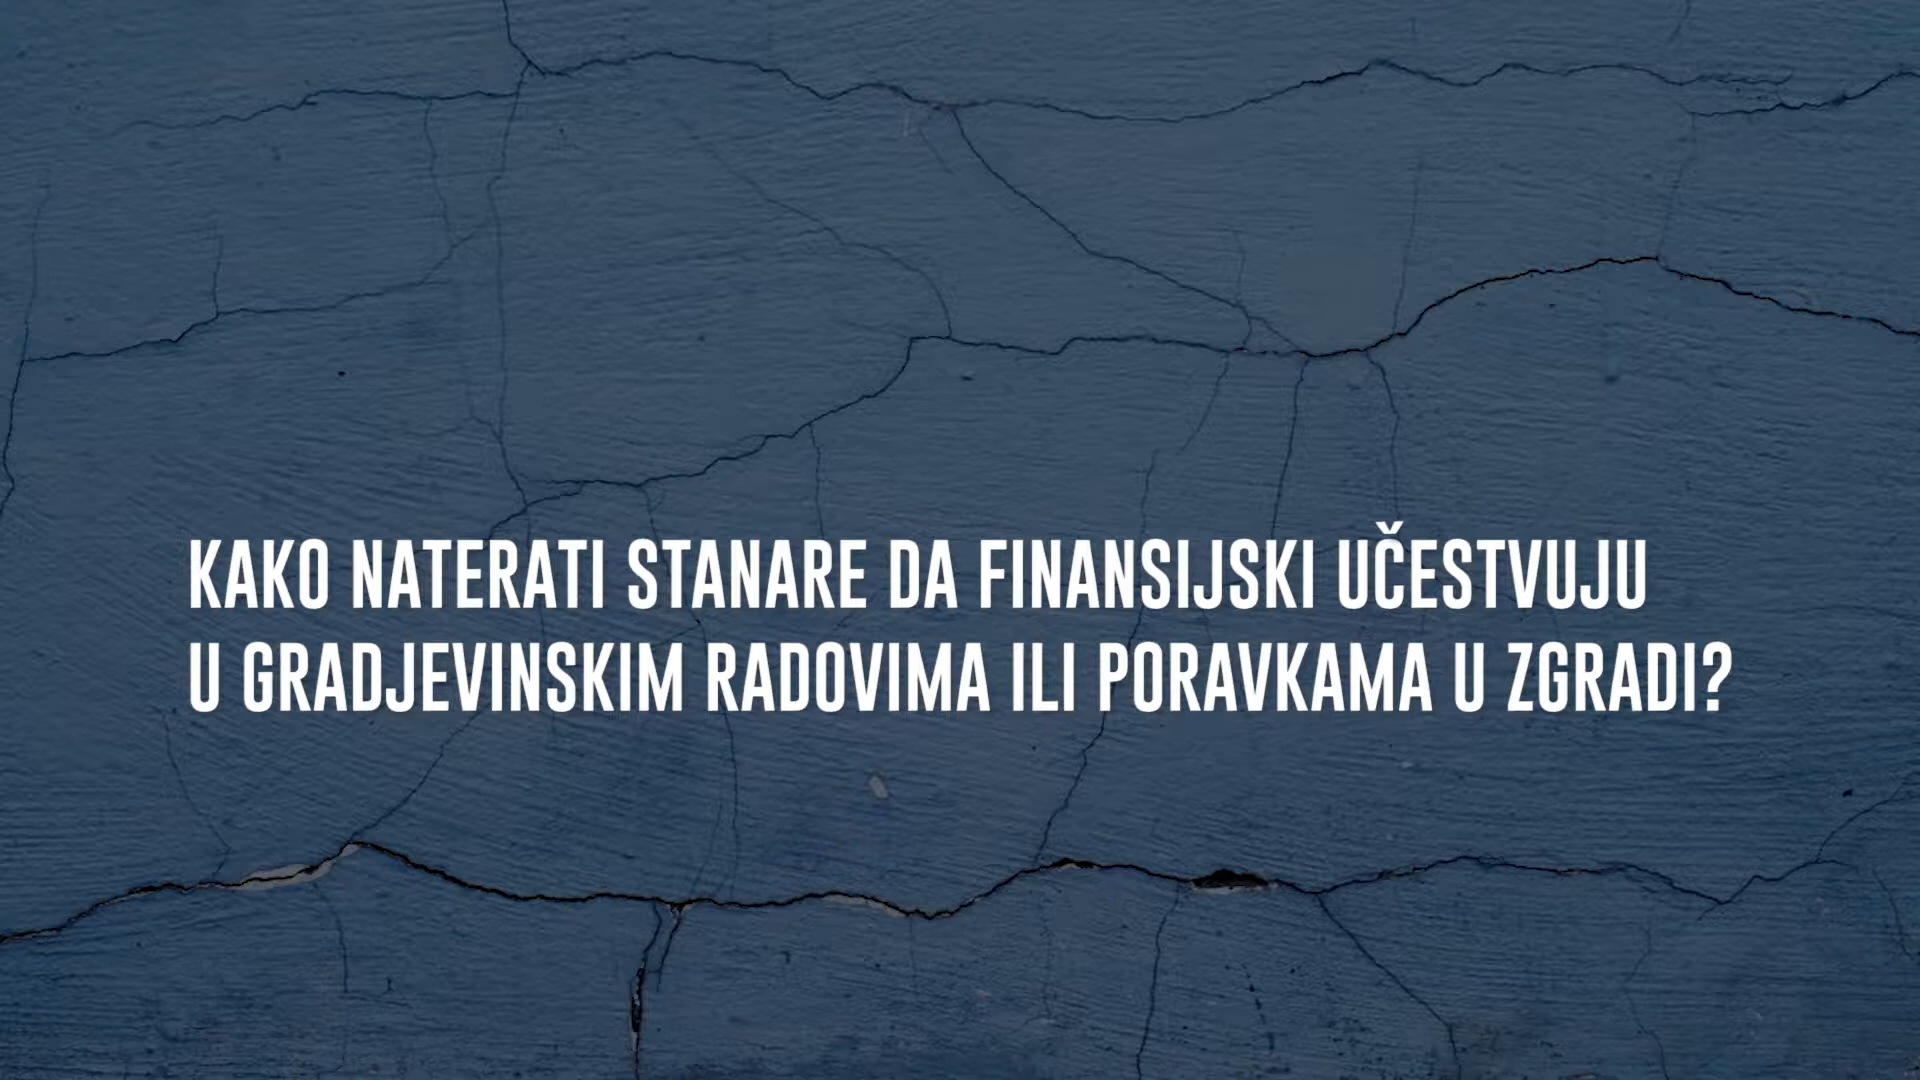 KAKO NATERATI STANARE DA FINANSIJSKI UČESTVUJU
U GRADJEVINSKIM RADOVIMA ILI PORAVKAMA U ZGRADI?